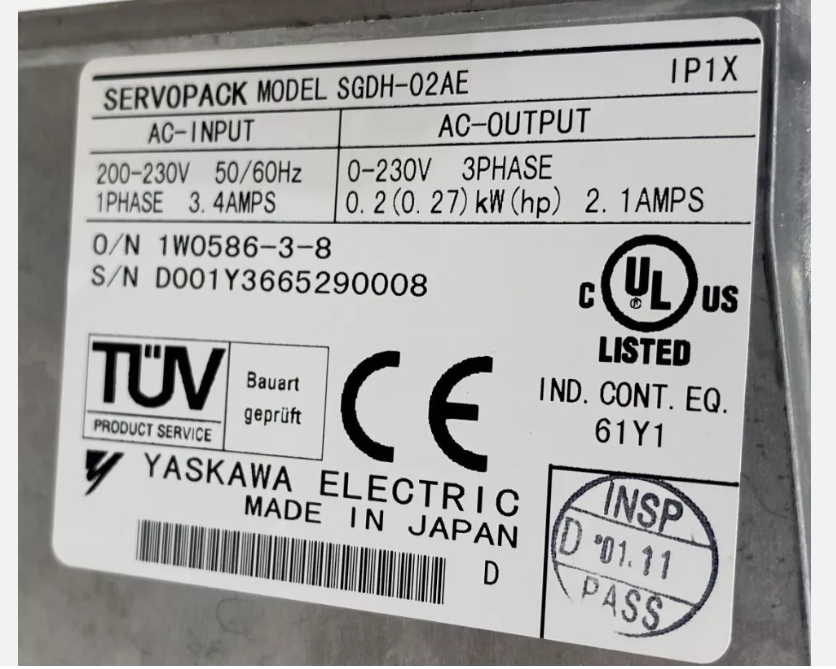 SERVOPACK MODEL SGDH-02AE IP1X
AC-INPUT AC-OUTPUT
200-230V 50/60Hz 0-230V 3PHASE
1PHASE 3.4AMPS 0.2(0.27)kW(hp) 2.1AMPS
O/N 1W0586-3-8
S/N D001Y3665290008
C UL ® US
LISTED
IND. CONT. EQ.
61Y1
TÜV
PRODUCT SERVICE
Bauart
geprüft
CE
YASKAWA ELECTRIC
MADE IN JAPAN
D
INSP
D '01.11
PASS